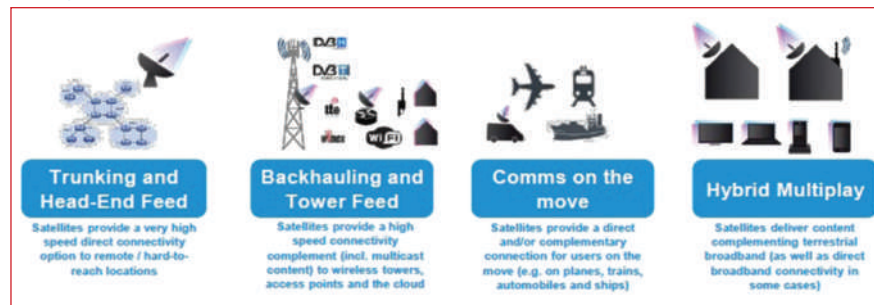 DVB H
DVB T
lte
WiFi
Trunking and
Head-End Feed
Satellites provide a very high
speed direct connectivity
option to remote / hard-to-
reach locations
Backhauling and
Tower Feed
Satellites provide a high
speed connectivity
complement (incl. multicast
content) to wireless towers,
access points and the cloud
Comms on the
move
Satellites provide a direct
and/or complementary
connection for users on the
move (e.g. on planes, trains,
automobiles and ships)
Hybrid Multiplay
Satellites deliver content
complementing terrestrial
broadband (as well as direct
broadband connectivity in
some cases)